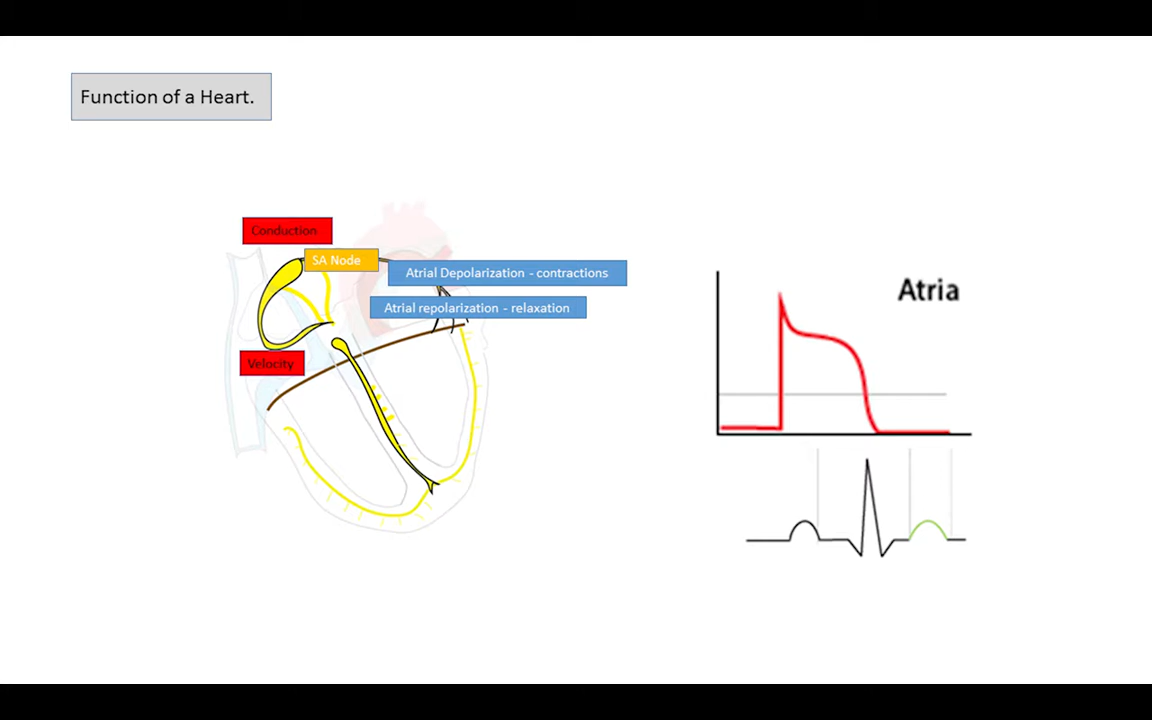 Function of a Heart.
Conduction
SA Node
Atrial Depolarization - contractions
Atrial repolarization - relaxation
Velocity
Atria